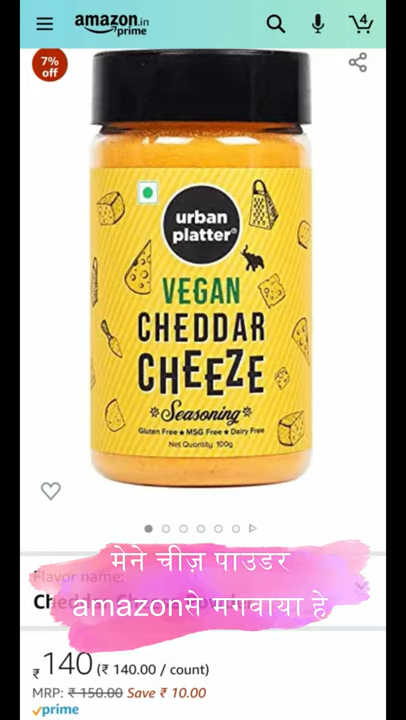 amazon.in
prime
4
7%
off
urban
platter®
VEGAN
CHEDDAR
CHEEZE
Seasoning
Gluten Free ★ MSG Free ★ Dairy Free
Net Quantity: 100g
मेने चीज़ पाउडर
Flavor name:
amazonसे मगवाया हे
₹140 (₹ 140.00 / count)
MRP: ₹ 150.00 Save ₹ 10.00
prime